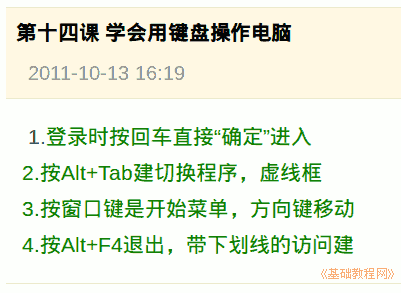 第十四课 学会用键盘操作电脑
2011-10-13 16:19
1.登录时按回车直接“确定”进入
2.按Alt+Tab建切换程序，虚线框
3.按窗口键是开始菜单，方向键移动
4.按Alt+F4退出，带下划线的访问建
《基础教程网》